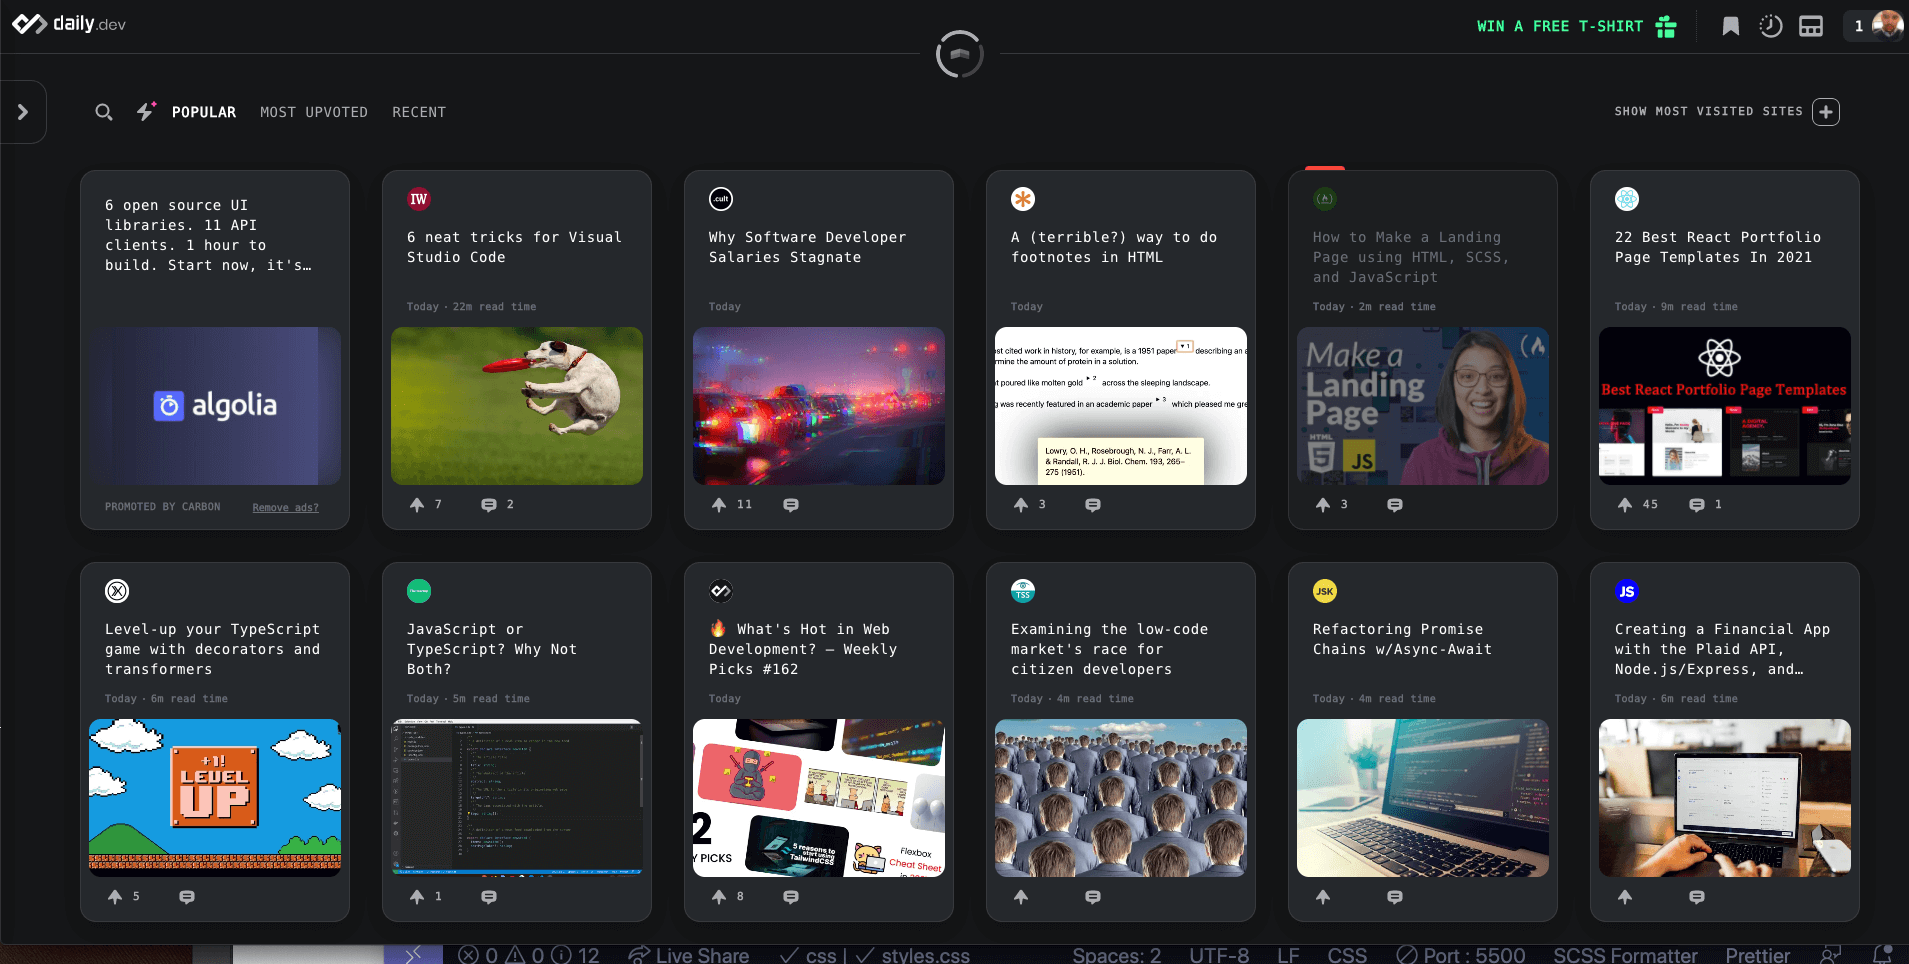 daily.dev
WIN A FREE T-SHIRT
1
POPULAR
MOST UPVOTED
RECENT
SHOW MOST VISITED SITES
6 open source UI
libraries. 11 API
clients. 1 hour to
build. Start now, it's…
algolia
PROMOTED BY CARBON
Remove ads?
IW
6 neat tricks for Visual
Studio Code
Today · 22m read time
7
2
.cult
Why Software Developer
Salaries Stagnate
Today
11
A (terrible?) way to do
footnotes in HTML
Today
st cited work in history, for example, is a 1951 paper ▾ 1 describing an a
rmine the amount of protein in a solution.
t poured like molten gold ▸ 2 across the sleeping landscape.
g was recently featured in an academic paper ▸ 3 which pleased me gre
Lowry, O. H., Rosebrough, N. J., Farr, A. L.
& Randall, R. J. J. Biol. Chem. 193, 265–
275 (1951).
3
How to Make a Landing
Page using HTML, SCSS,
and JavaScript
Today · 2m read time
Make a
Landing
Page
HTML
JS
3
22 Best React Portfolio
Page Templates In 2021
Today · 9m read time
Best React Portfolio Page Templates
45
1
Level-up your TypeScript
game with decorators and
transformers
Today · 6m read time
+1!
LEVEL
UP
5
JavaScript or
TypeScript? Why Not
Both?
Today · 5m read time
1
🔥 What's Hot in Web
Development? — Weekly
Picks #162
Today
2
Y PICKS
5 reasons to
start using
TailwindCSS
Flexbox
Cheat Sheet
8
TSS
Examining the low-code
market's race for
citizen developers
Today · 4m read time
JSK
Refactoring Promise
Chains w/Async-Await
Today · 4m read time
JS
Creating a Financial App
with the Plaid API,
Node.js/Express, and…
Today · 6m read time
0 0 12
Live Share
css | styles.css
Spaces: 2
UTF-8
LF
CSS
Port : 5500
SCSS Formatter
Prettier